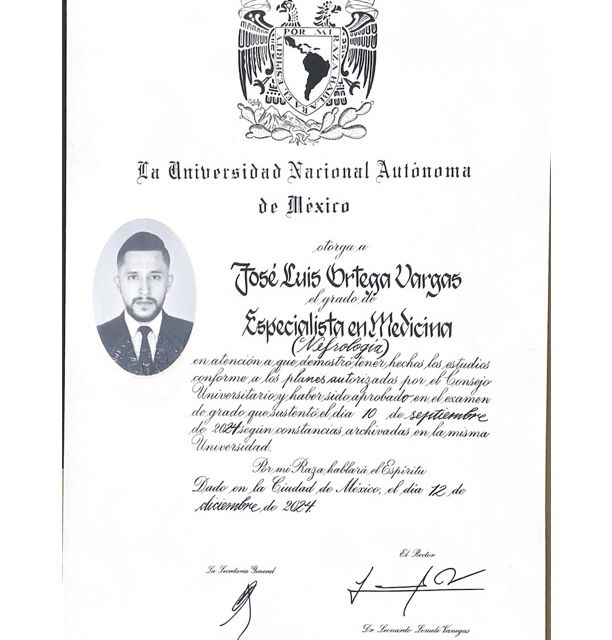 POR MI RAZA HABLARA EL ESPIRITU
La Universidad Nacional Autónoma
de México
otorga a
José Luis Ortega Vargas
el grado de
Especialista en Medicina
(Nefrología)
en atención a que demostró tener hechos los estudios
conforme a los planes autorizados por el Consejo
Universitario y haber sido aprobado en el examen
de grado que sustentó el día 10 de septiembre
de 2024 según constancias archivadas en la misma
Universidad.
Por mi Raza hablará el Espíritu
Dado en la Ciudad de México, el día 12 de
diciembre de 2024
El Rector
La Secretaria General
Dr. Leonardo Lomelí Vanegas